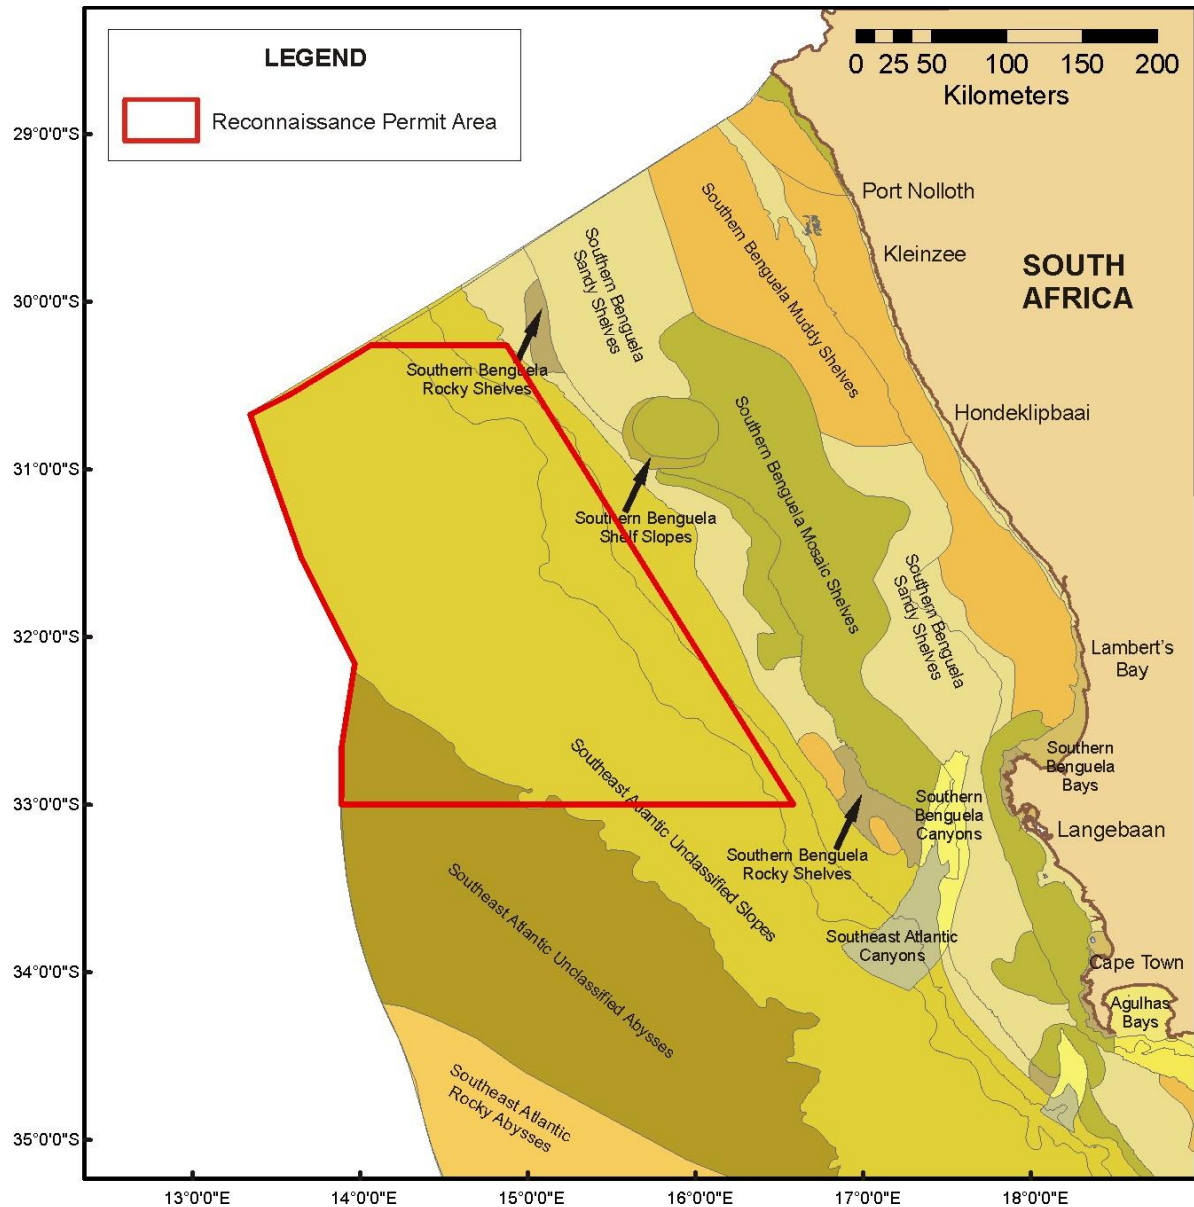 LEGEND
Reconnaissance Permit Area
0 25 50 100 150 200
Kilometers
29°0'0"S
30°0'0"S
31°0'0"S
32°0'0"S
33°0'0"S
34°0'0"S
35°0'0"S
Port Nolloth
Kleinzee
SOUTH
AFRICA
Hondeklipbaai
Lambert's
Bay
Langebaan
Cape Town
Southern Benguela Muddy Shelves
Southern Benguela
Sandy Shelves
Southern Benguela
Rocky Shelves
Southern Benguela
Shelf Slopes
Southern Benguela Mosaic Shelves
Southern Benguela
Sandy Shelves
Southern
Benguela
Bays
Southern
Benguela
Canyons
Southern Benguela
Rocky Shelves
Southeast Atlantic Unclassified Slopes
Southeast Atlantic
Canyons
Southeast Atlantic Unclassified Abysses
Agulhas
Bays
Southeast Atlantic
Rocky Abysses
13°0'0"E
14°0'0"E
15°0'0"E
16°0'0"E
17°0'0"E
18°0'0"E